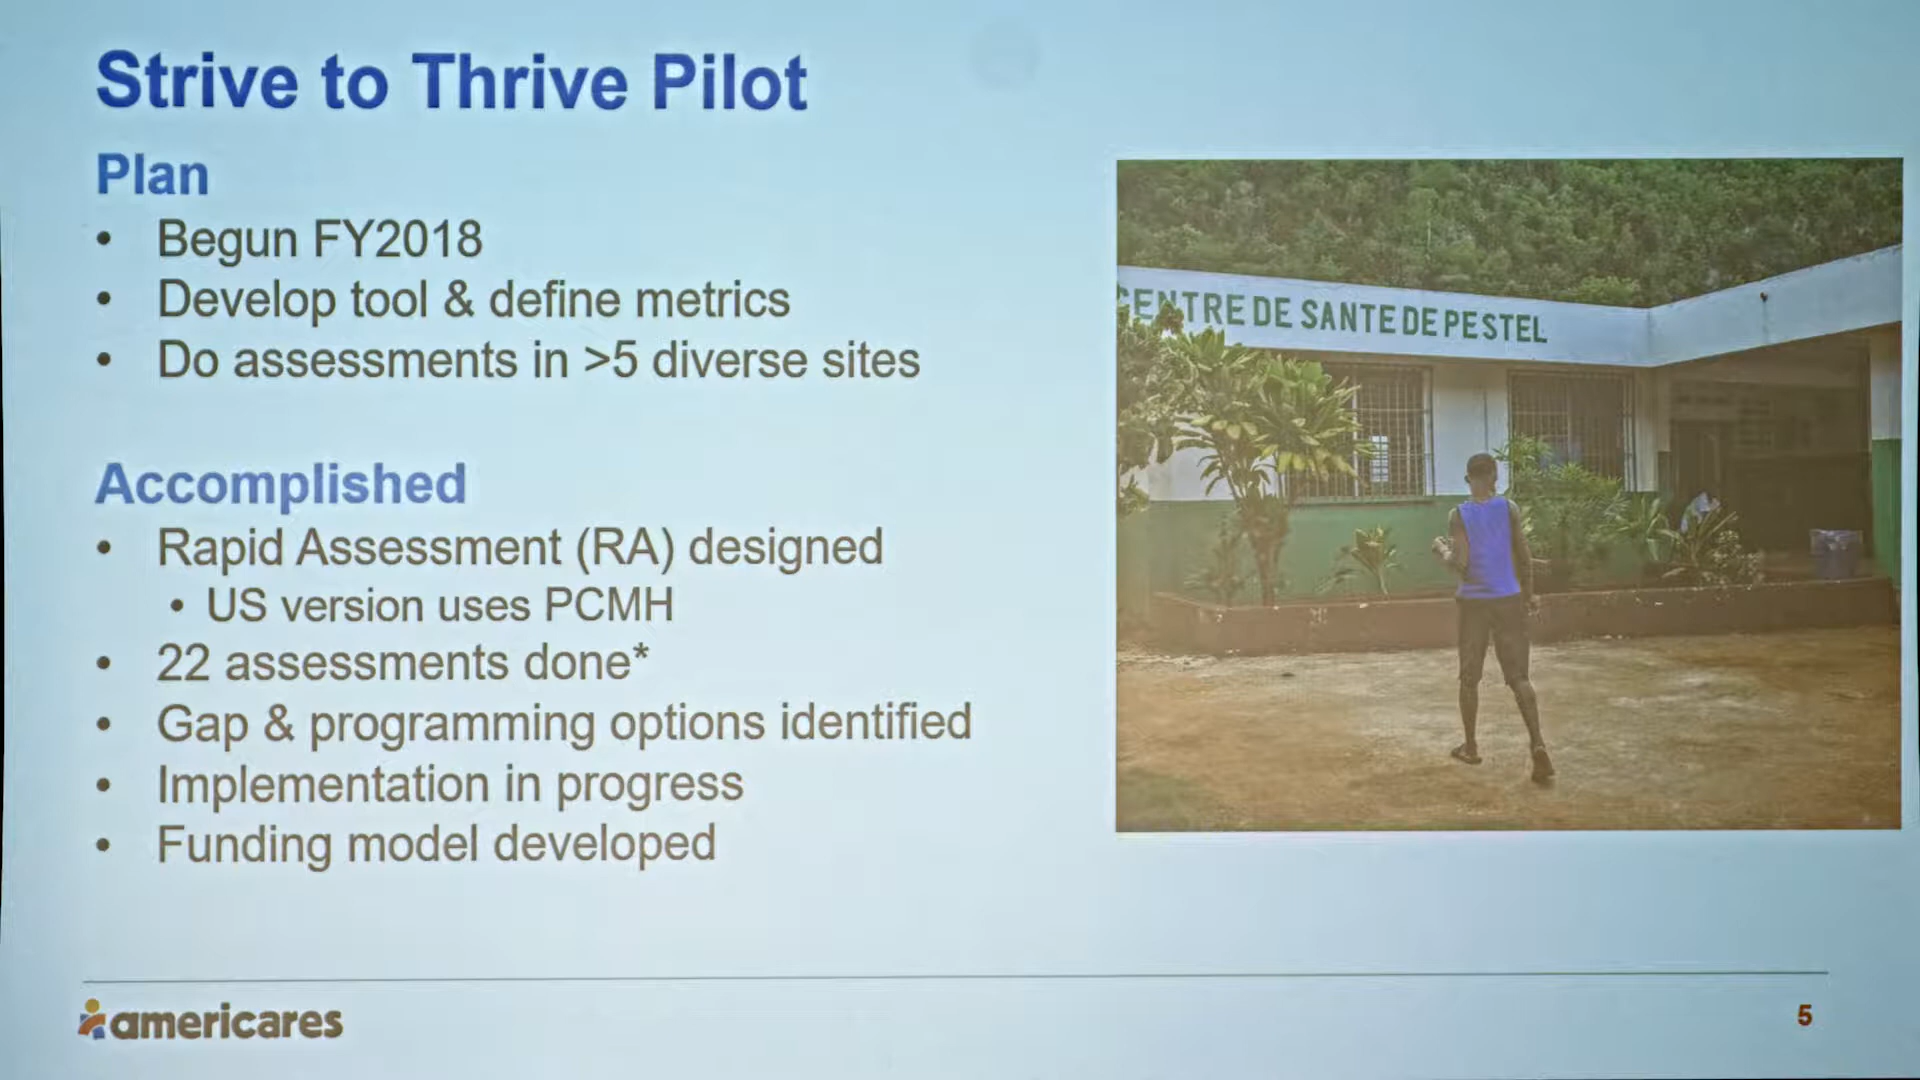 Strive to Thrive Pilot
Plan
• Begun FY2018
• Develop tool & define metrics
• Do assessments in >5 diverse sites
Accomplished
• Rapid Assessment (RA) designed
• US version uses PCMH
• 22 assessments done*
• Gap & programming options identified
• Implementation in progress
• Funding model developed
CENTRE DE SANTE DE PESTEL
americares
5